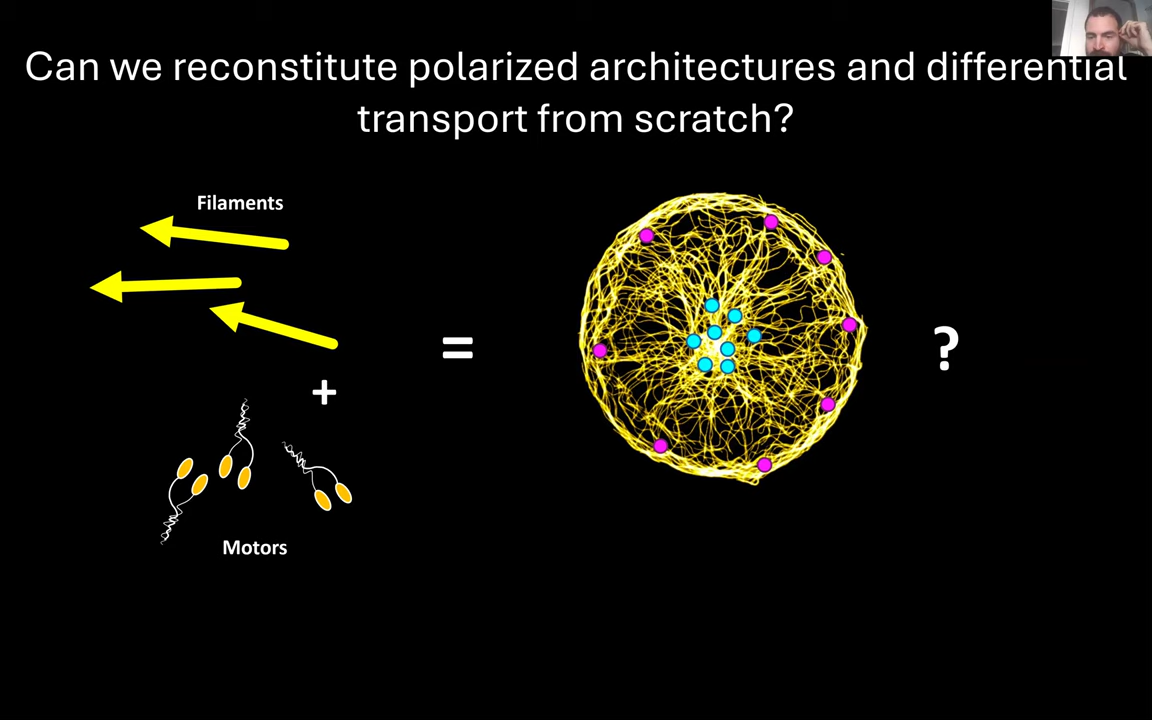 Can we reconstitute polarized architectures and differential
transport from scratch?
Filaments
+
=
?
Motors